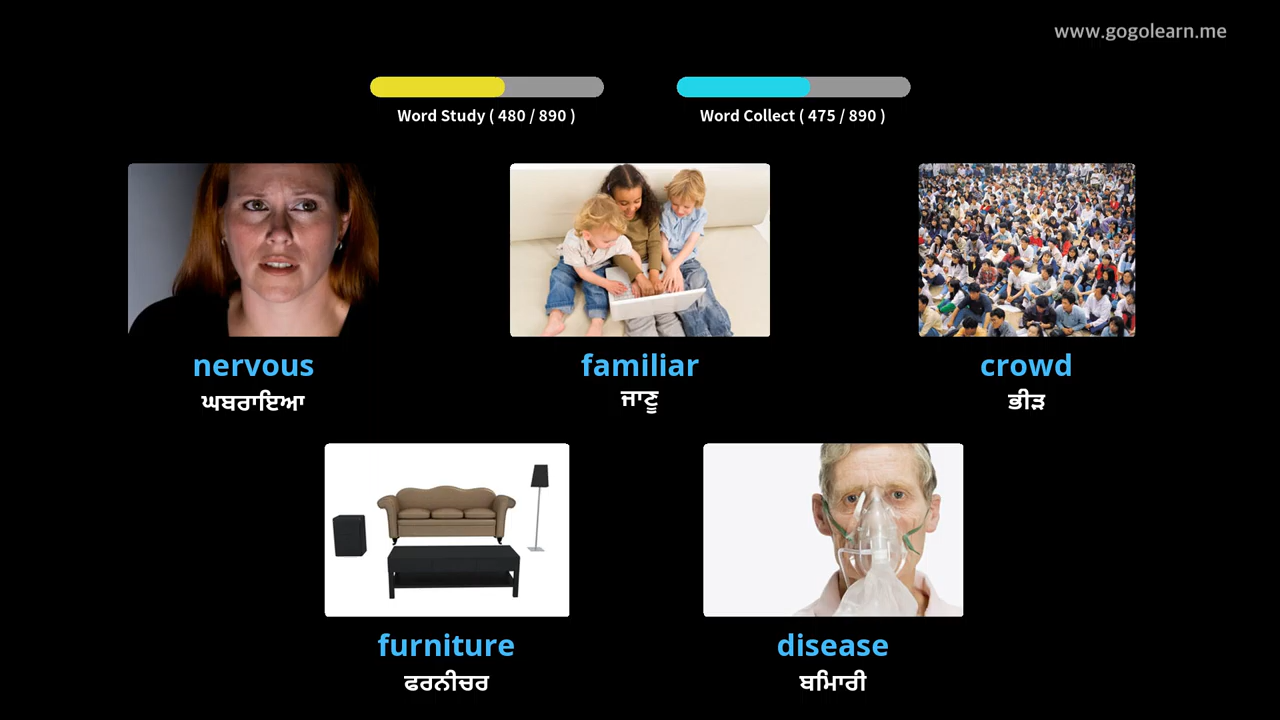 www.gogolearn.me
Word Study ( 480 / 890 )
Word Collect ( 475 / 890 )
nervous
ਘਬਰਾਇਆ
familiar
ਜਾਣੂ
crowd
ਭੀੜ
furniture
ਫਰਨੀਚਰ
disease
ਬਿਮਾਰੀ